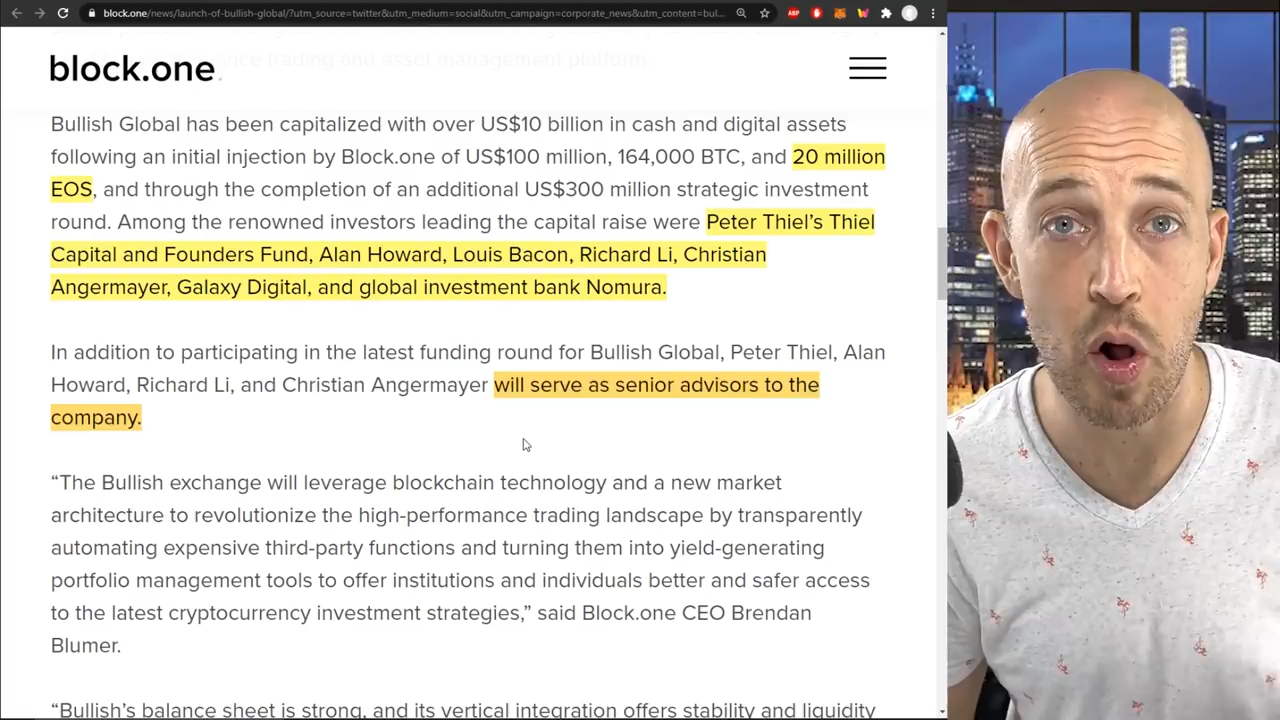 block.one/news/launch-of-bullish-global/?utm_source=twitter&utm_medium=social&utm_campaign=corporate_news&utm_content=bul...
ABP
block.one
ance trading and asset management platform.
Bullish Global has been capitalized with over US$10 billion in cash and digital assets
following an initial injection by Block.one of US$100 million, 164,000 BTC, and 20 million
EOS, and through the completion of an additional US$300 million strategic investment
round. Among the renowned investors leading the capital raise were Peter Thiel’s Thiel
Capital and Founders Fund, Alan Howard, Louis Bacon, Richard Li, Christian
Angermayer, Galaxy Digital, and global investment bank Nomura.
In addition to participating in the latest funding round for Bullish Global, Peter Thiel, Alan
Howard, Richard Li, and Christian Angermayer will serve as senior advisors to the
company.
“The Bullish exchange will leverage blockchain technology and a new market
architecture to revolutionize the high-performance trading landscape by transparently
automating expensive third-party functions and turning them into yield-generating
portfolio management tools to offer institutions and individuals better and safer access
to the latest cryptocurrency investment strategies,” said Block.one CEO Brendan
Blumer.
“Bullish’s balance sheet is strong, and its vertical integration offers stability and liquidity